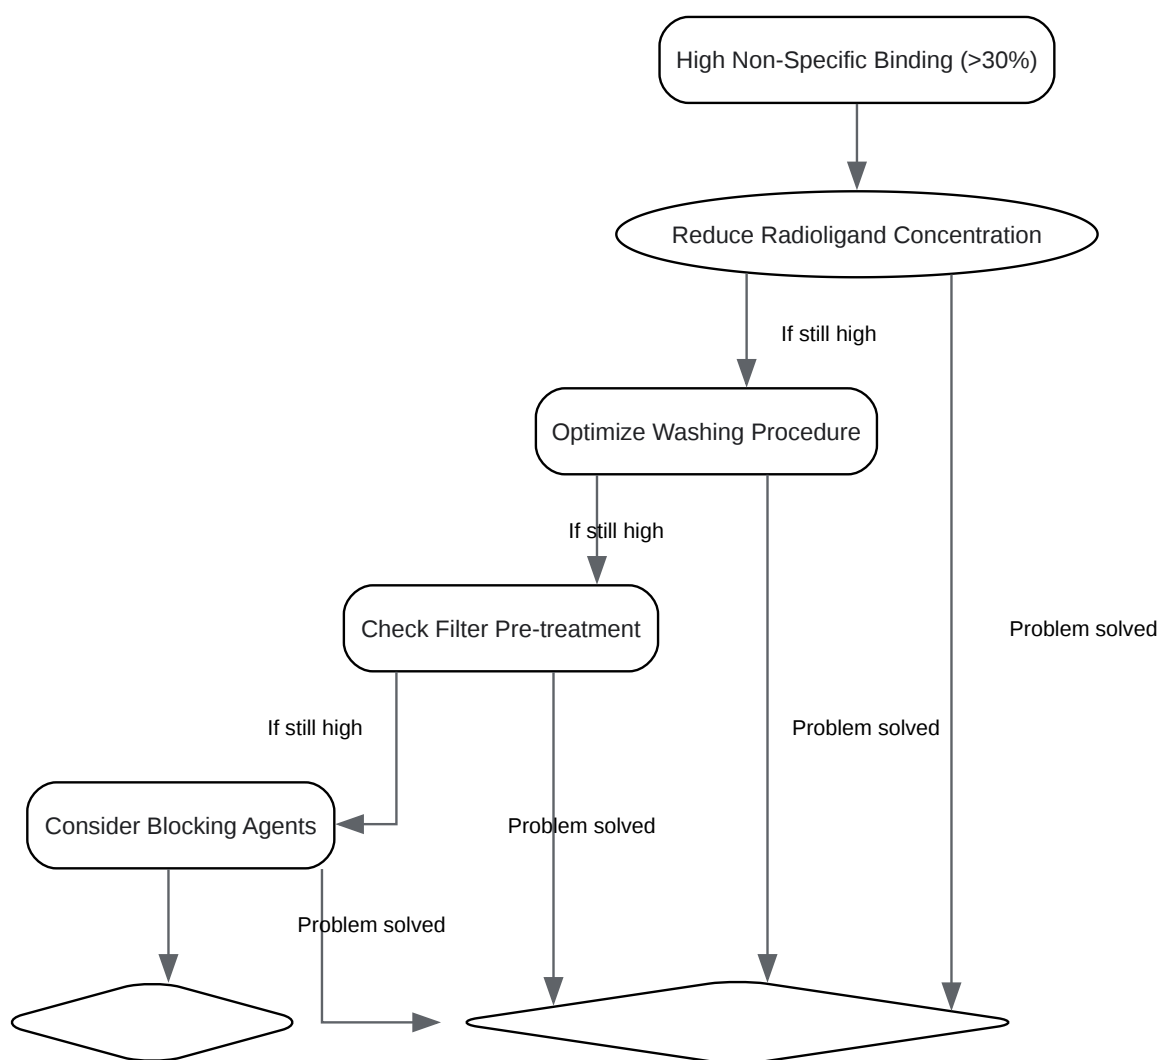 High Non-Specific Binding (>30%)
Reduce Radioligand Concentration
If still high
Optimize Washing Procedure
If still high
Check Filter Pre-treatment
Problem solved
If still high
Problem solved
Consider Blocking Agents
Problem solved
Problem solved